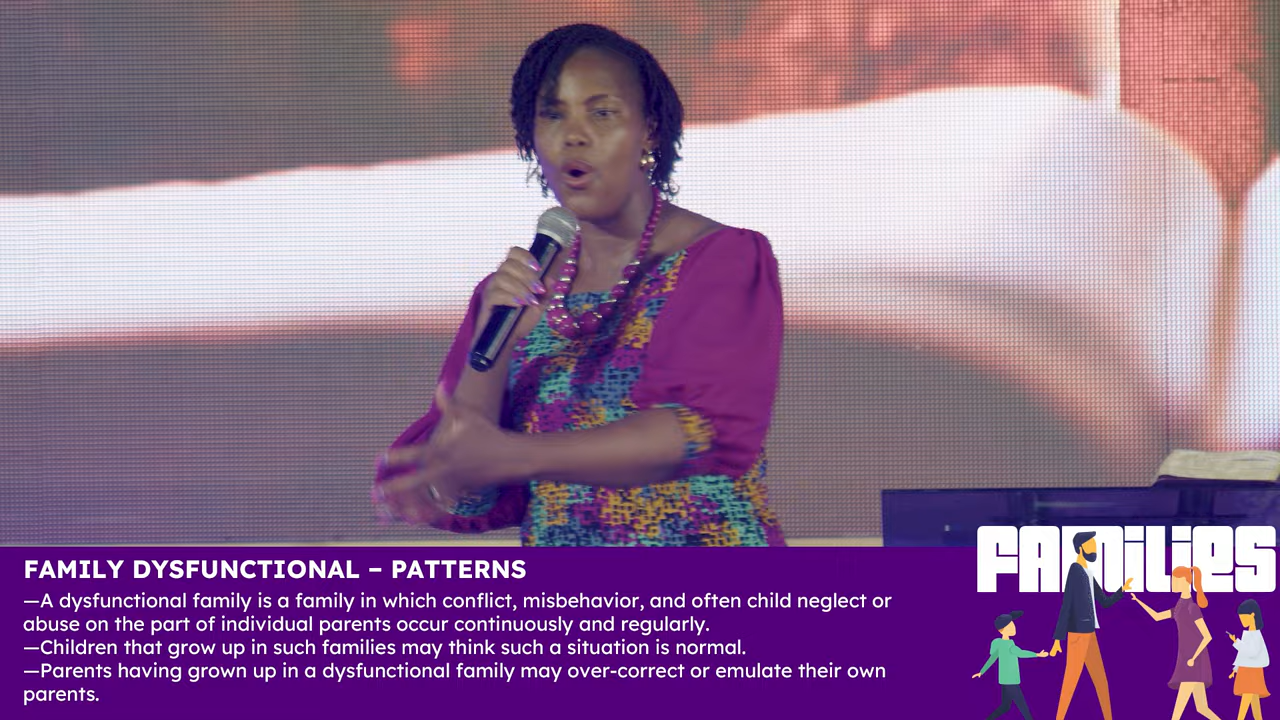 FAMILY DYSFUNCTIONAL – PATTERNS
—A dysfunctional family is a family in which conflict, misbehavior, and often child neglect or
abuse on the part of individual parents occur continuously and regularly.
—Children that grow up in such families may think such a situation is normal.
—Parents having grown up in a dysfunctional family may over-correct or emulate their own
parents.
FAMILIES